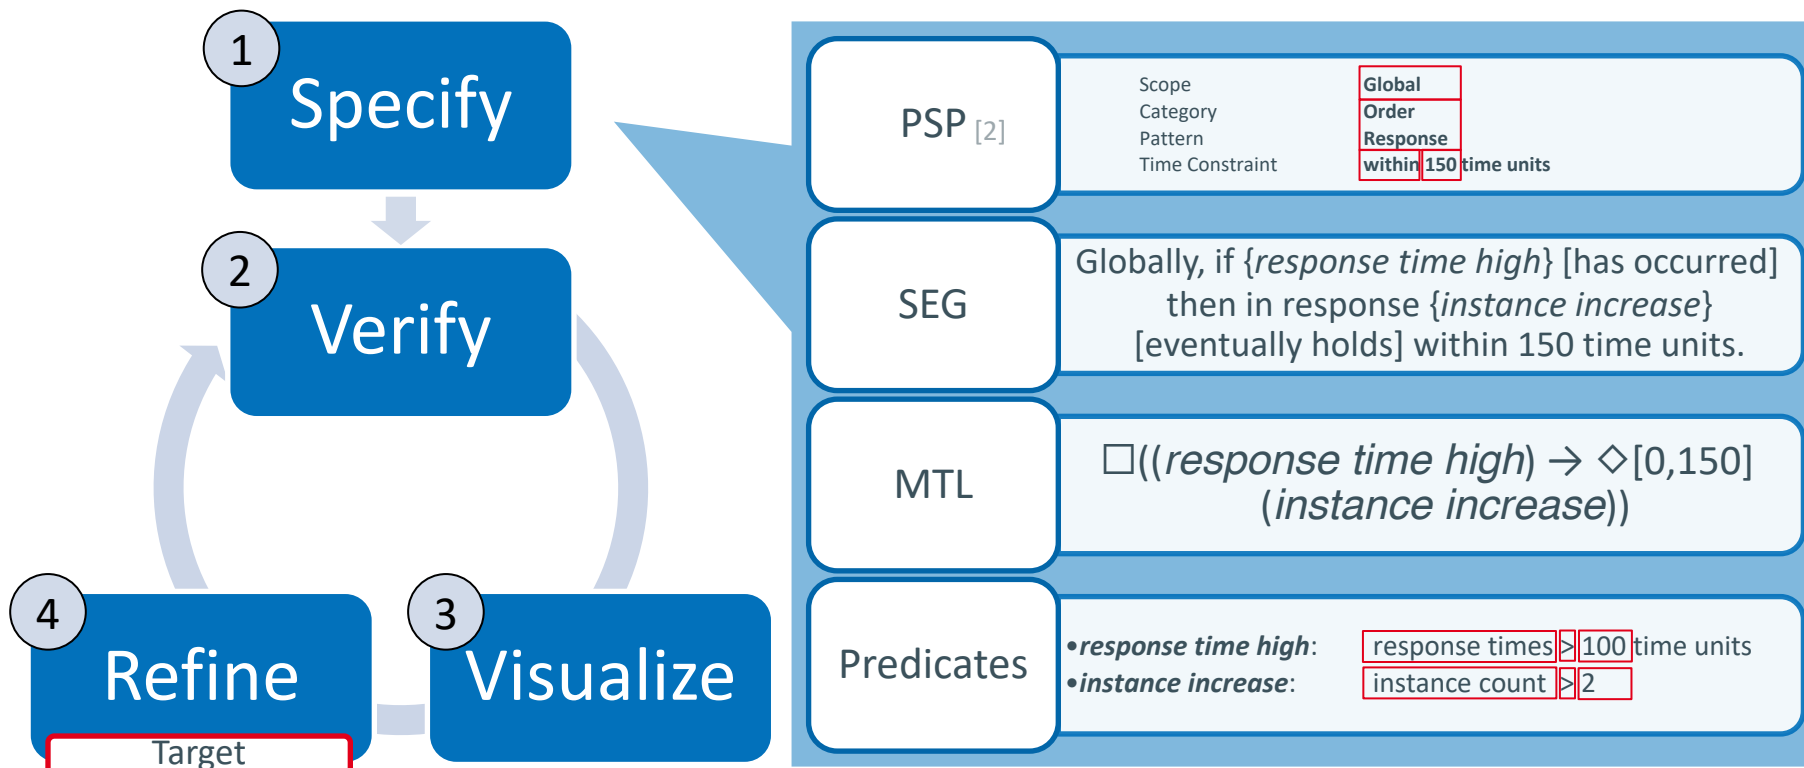 1
Specify
2
Verify
4
Refine
Target
3
Visualize
PSP [2]
Scope Global
Category Order
Pattern Response
Time Constraint within 150 time units
SEG
Globally, if {response time high} [has occurred]
then in response {instance increase}
[eventually holds] within 150 time units.
MTL
□((response time high) → ◇[0,150]
(instance increase))
Predicates
•response time high: response times > 100 time units
•instance increase: instance count > 2